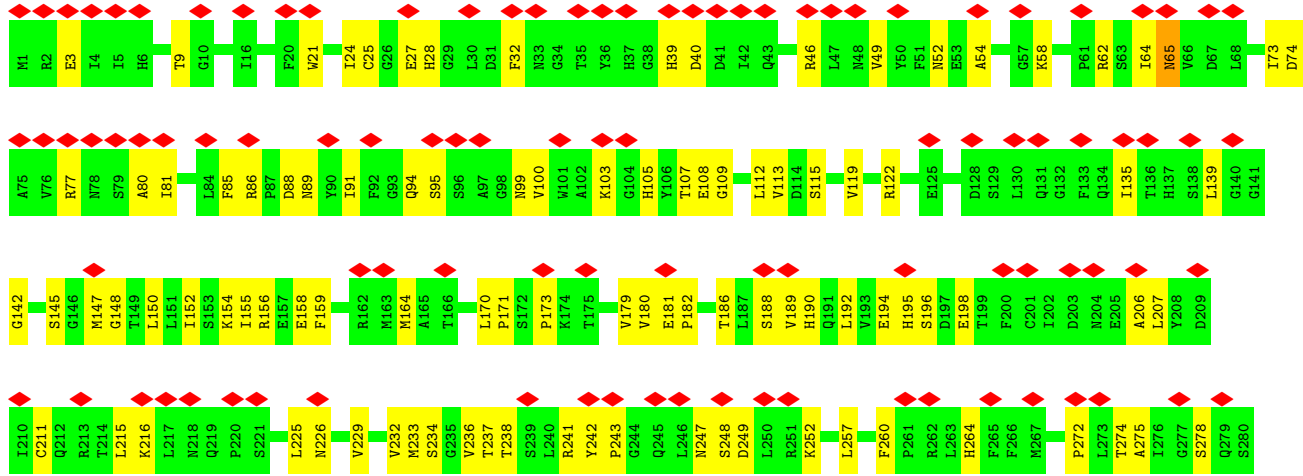 M1 R2 E3 I4 I5 H6 T9 G10 I16 F20 W21 I24 C25 G26 E27 H28 G29 L30 D31 F32 N33 G34 T35 Y36 H37 G38 H39 D40 D41 I42 Q43 R46 L47 N48 V49 Y50 F51 N52 E53 A54 G57 K58 P61 R62 S63 I64 N65 V66 D67 L68 I73 D74
A75 V76 R77 N78 S79 A80 I81 L84 F85 R86 P87 D88 N89 Y90 I91 F92 G93 Q94 S95 S96 A97 G98 N99 V100 W101 A102 K103 G104 H105 Y106 T107 E108 G109 L112 V113 D114 S115 V119 R122 E125 D128 S129 L130 Q131 G132 F133 Q134 I135 T136 H137 S138 L139 G140 G141
G142 S145 G146 M147 G148 T149 L150 L151 I152 S153 K154 I155 R156 E157 E158 F159 R162 M163 M164 A165 T166 L170 P171 S172 P173 K174 T175 V179 V180 E181 P182 T186 L187 S188 V189 H190 Q191 L192 V193 E194 H195 S196 D197 E198 T199 F200 C201 I202 D203 N204 E205 A206 L207 Y208 D209
I210 C211 Q212 R213 T214 L215 K216 L217 N218 Q219 P220 S221 L225 N226 V229 V232 M233 S234 G235 V236 T237 T238 S239 L240 R241 Y242 P243 G244 Q245 L246 N247 S248 D249 L250 R251 K252 L257 F260 P261 R262 L263 H264 F265 F266 M267 P272 L273 T274 A275 I276 G277 S278 Q279 S280